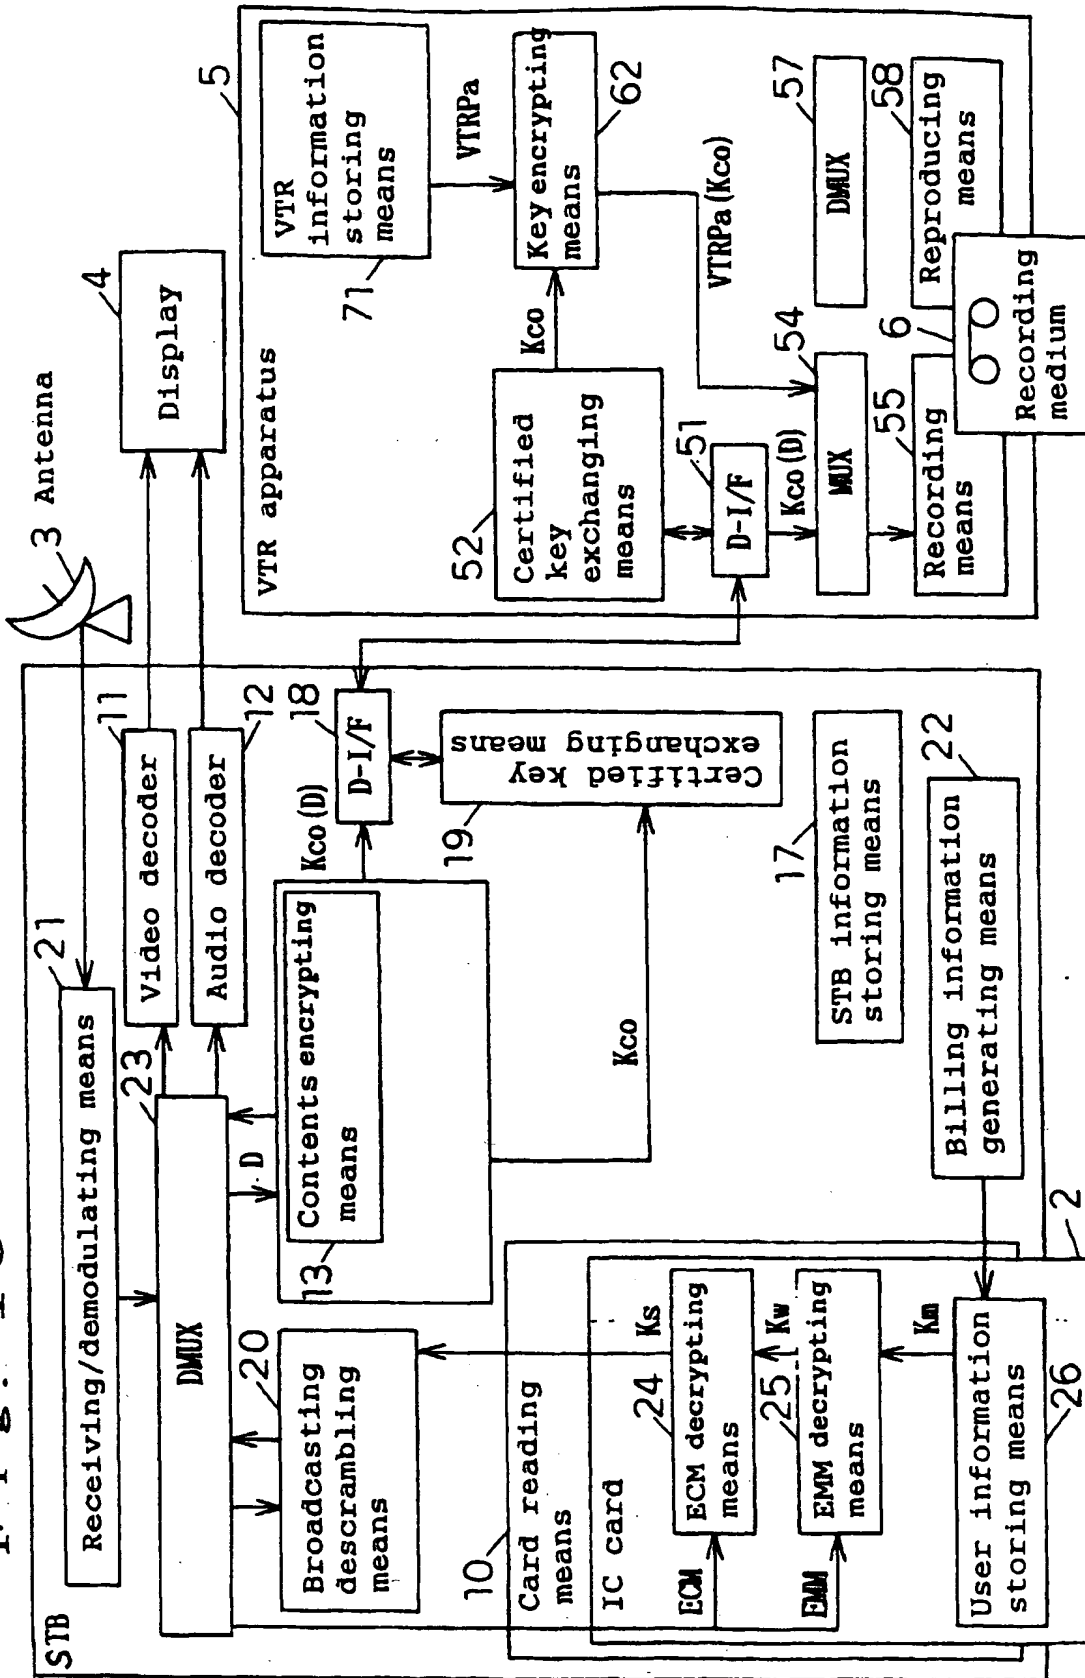 STB
Receiving/demodulating means
21
3 Antenna
4
Display
DMUX
23
Video decoder
11
Audio decoder
12
Broadcasting
descrambling
means
20
D
Contents encrypting
means
13
Kco(D)
D-I/F
18
Certified key
exchanging means
19
Kco
STB information
storing means
17
Billing information
generating means
22
Card reading
means
10
IC card
2
ECM
ECM decrypting
means
24
Ks
EMM
EMM decrypting
means
25
Kw
Km
User information
storing means
26
VTR apparatus
5
VTR
information
storing
means
71
VTRPa
Key encrypting
means
62
Kco
VTRPa(Kco)
Certified
key
exchanging
means
52
D-I/F
51
Kco(D)
MUX
54
DMUX
57
Recording
means
55
Reproducing
means
58
6
Recording
medium